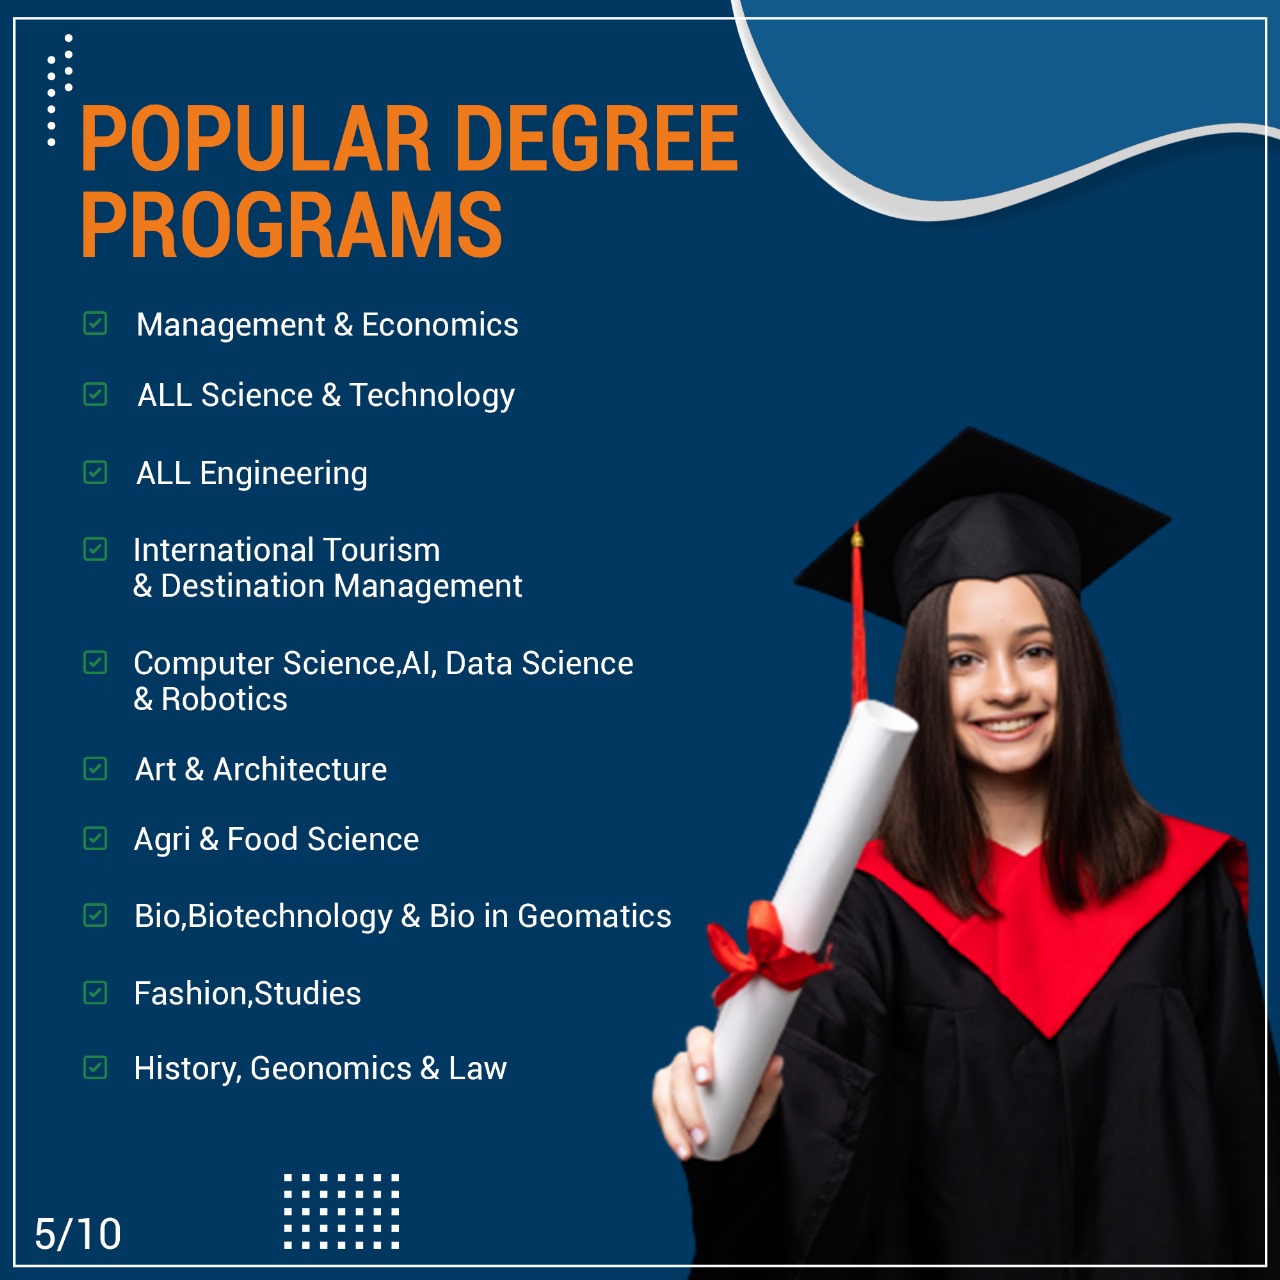 POPULAR DEGREE
PROGRAMS
Management & Economics
ALL Science & Technology
ALL Engineering
International Tourism
& Destination Management
Computer Science,AI, Data Science
& Robotics
Art & Architecture
Agri & Food Science
Bio,Biotechnology & Bio in Geomatics
Fashion,Studies
History, Geonomics & Law
5/10